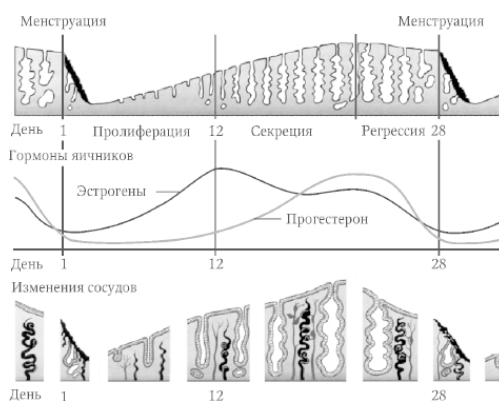 Менструация Менструация
День 1 Пролиферация 12 Секреция Регрессия 28
Гормоны яичников
Эстрогены
Прогестерон
День 1 12 28
Изменения сосудов
День 1 12 28